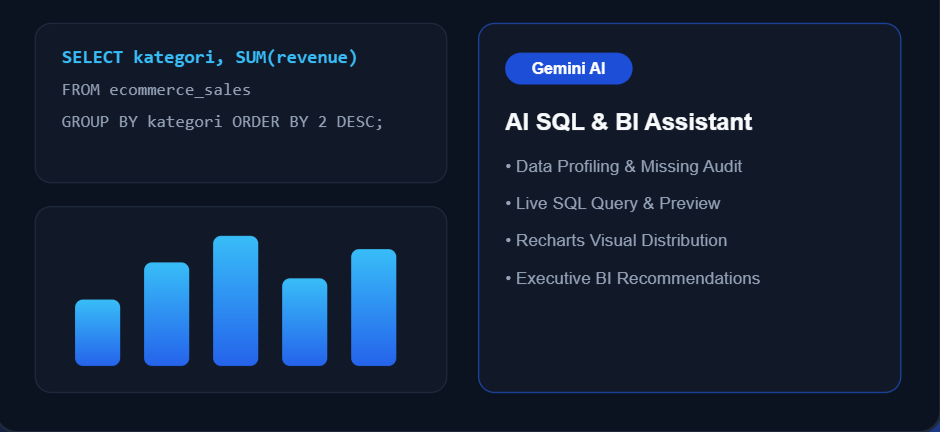 SELECT kategori, SUM(revenue)
FROM ecommerce_sales
GROUP BY kategori ORDER BY 2 DESC;
Gemini AI
AI SQL & BI Assistant
• Data Profiling & Missing Audit
• Live SQL Query & Preview
• Recharts Visual Distribution
• Executive BI Recommendations